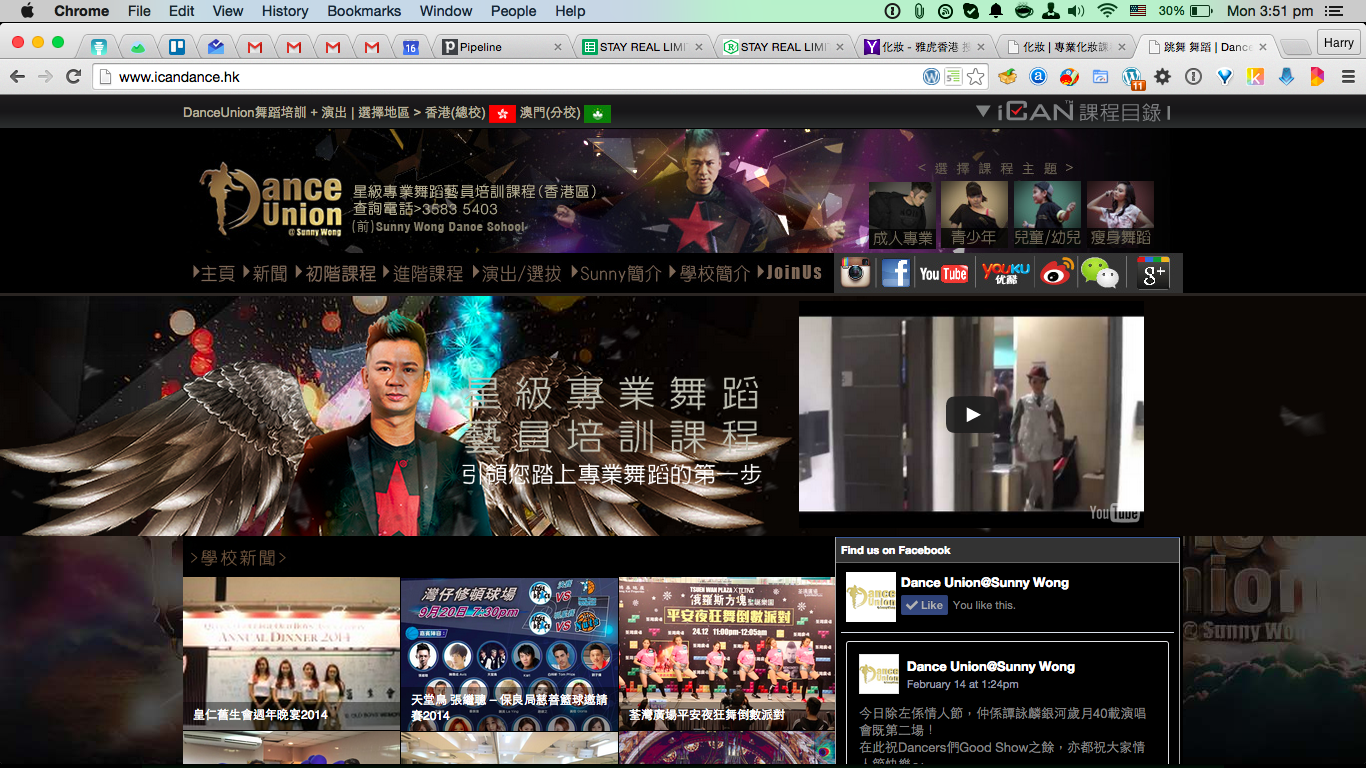 Chrome File Edit View History Bookmarks Window People Help
30% Mon 3:51 pm
16
Pipeline
STAY REAL LIM
STAY REAL LIM
化妝 - 雅虎香港
化妝 | 專業化妝課
跳舞 舞蹈 | Danc
Harry
www.icandance.hk
11
DanceUnion舞蹈培訓 + 演出 | 選擇地區 > 香港(總校) 澳門(分校)
▼ iCAN™ 課程目錄 |
Dance Union
@ Sunny Wong
星級專業舞蹈藝員培訓課程(香港區)
查詢電話>3583 5403
(前)Sunny Wong Dance School
< 選 擇 課 程 主 題 >
成人專業
青少年
兒童/幼兒
瘦身舞蹈
主頁 新聞 初階課程 進階課程 演出/選拔 Sunny簡介 學校簡介 JoinUs
You Tube
YOUKU 优酷
g+
星級專業舞蹈
藝員培訓課程
引領您踏上專業舞蹈的第一步
YouTube
>學校新聞>
ANNUAL DINNER 2014
皇仁舊生會週年晚宴2014
灣仔修頓球場
9月20日 7:30pm
VS
VS
天堂鳥 張繼聰 – 保良局慈善籃球邀請
賽2014
TSUEN WAN PLAZA
俄羅斯方塊
平安夜狂舞倒數派對
24.12 11:00pm-12:05am
荃灣廣場平安夜狂舞倒數派對
Find us on Facebook
Dance Union@Sunny Wong
Like You like this.
Dance Union@Sunny Wong
February 14 at 1:24pm
今日除左係情人節，仲係譚詠麟銀河歲月40載演唱
會既第二場！
在此祝Dancers們Good Show之餘，亦都祝大家情